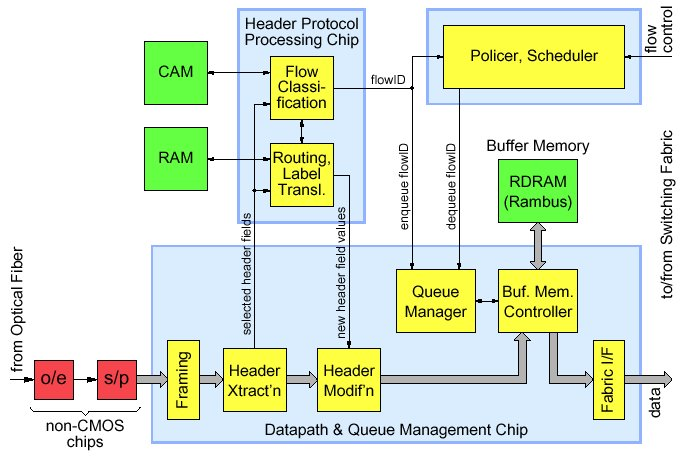 Header Protocol
Processing Chip
CAM
Flow
Classi-
fication
flowID
Policer, Scheduler
flow
control
RAM
Routing,
Label
Transl.
enqueue flowID
dequeue flowID
Buffer Memory
RDRAM
(Rambus)
to/from Switching Fabric
selected header fields
new header field values
from Optical Fiber
Queue
Manager
Buf. Mem.
Controller
o/e
s/p
Framing
Header
Xtract'n
Header
Modif'n
Fabric I/F
data
non-CMOS
chips
Datapath & Queue Management Chip